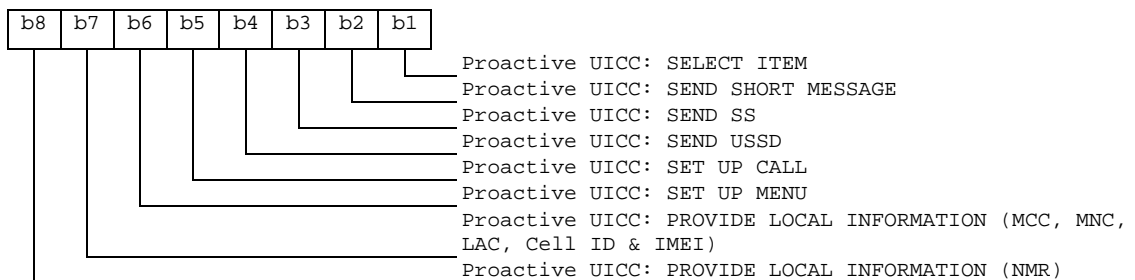 b8 b7 b6 b5 b4 b3 b2 b1
Proactive UICC: SELECT ITEM
Proactive UICC: SEND SHORT MESSAGE
Proactive UICC: SEND SS
Proactive UICC: SEND USSD
Proactive UICC: SET UP CALL
Proactive UICC: SET UP MENU
Proactive UICC: PROVIDE LOCAL INFORMATION (MCC, MNC,
LAC, Cell ID & IMEI)
Proactive UICC: PROVIDE LOCAL INFORMATION (NMR)